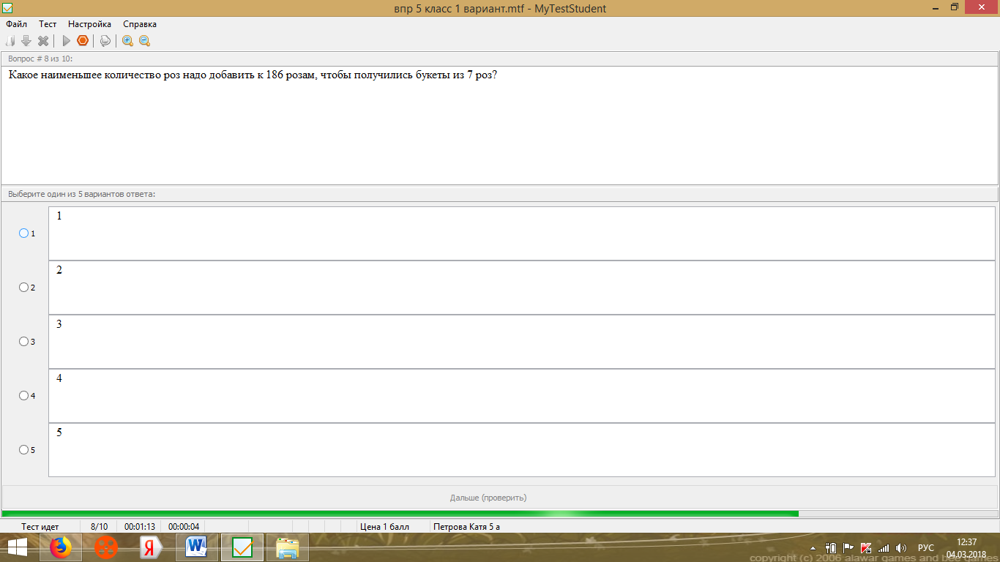 впр 5 класс 1 вариант.mtf - MyTestStudent
Файл Тест Настройка Справка
Вопрос # 8 из 10:
Какое наименьшее количество роз надо добавить к 186 розам, чтобы получились букеты из 7 роз?
Выберите один из 5 вариантов ответа:
1 1
2 2
3 3
4 4
5 5
Дальше (проверить)
Тест идет 8/10 00:01:13 00:00:04 Цена 1 балл Петрова Катя 5 а
РУС 12:37
04.03.2018
copyright (c) 2006 alawar games and bee games